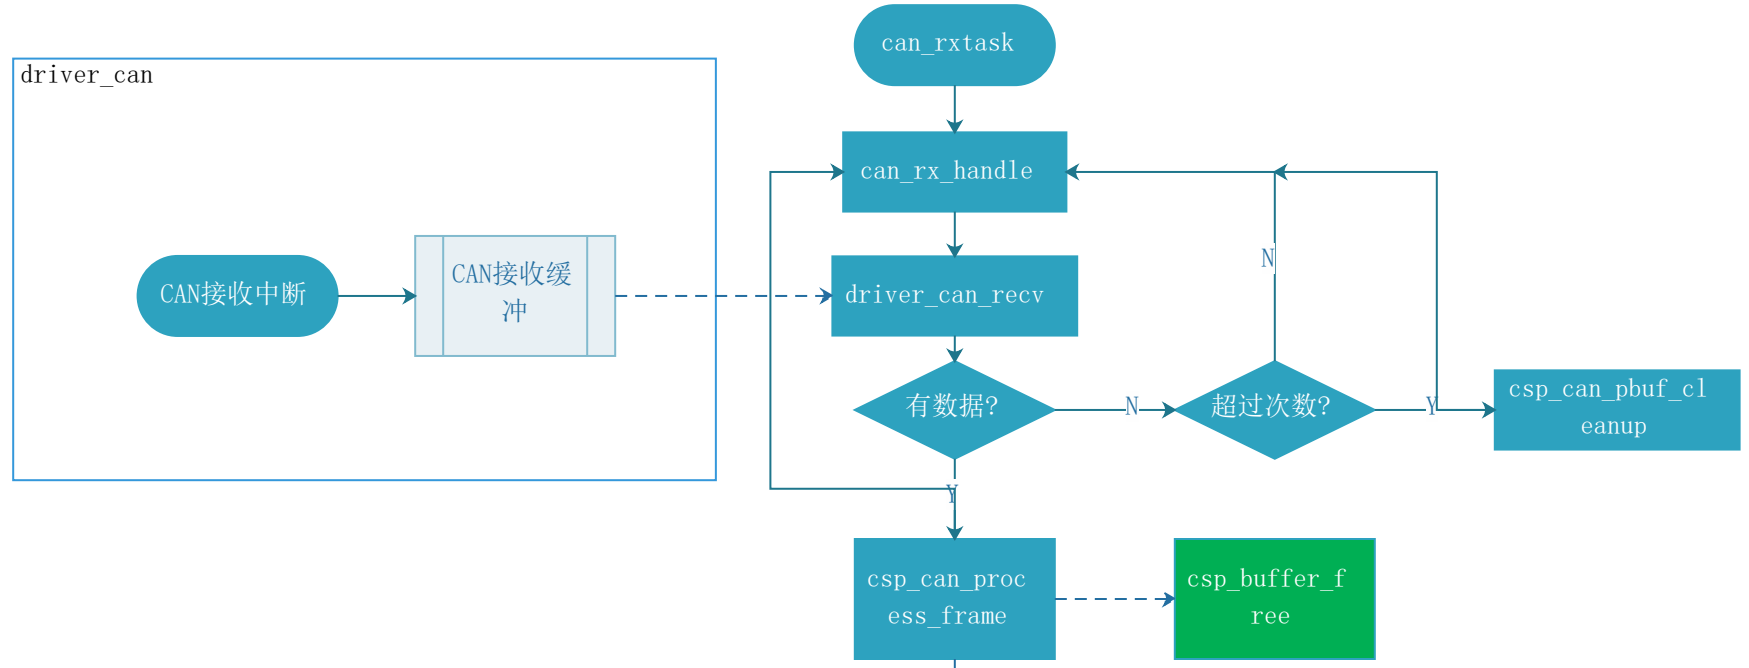 can_rxtask
driver_can
can_rx_handle
N
CAN接收中断
CAN接收缓
冲
driver_can_recv
有数据?
N
超过次数?
Y
csp_can_pbuf_cl
eanup
Y
csp_can_proc
ess_frame
csp_buffer_f
ree